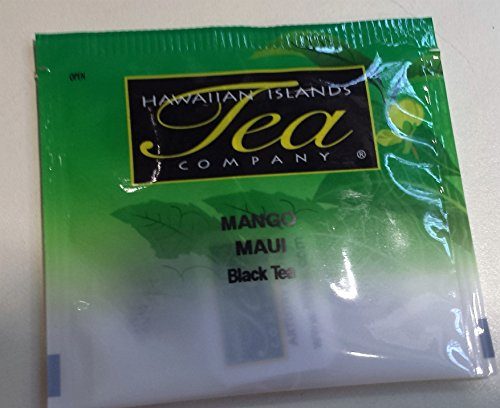 OPEN
HAWAIIAN ISLANDS
Tea
COMPANY ®
MANGO
MAUI
Black Tea